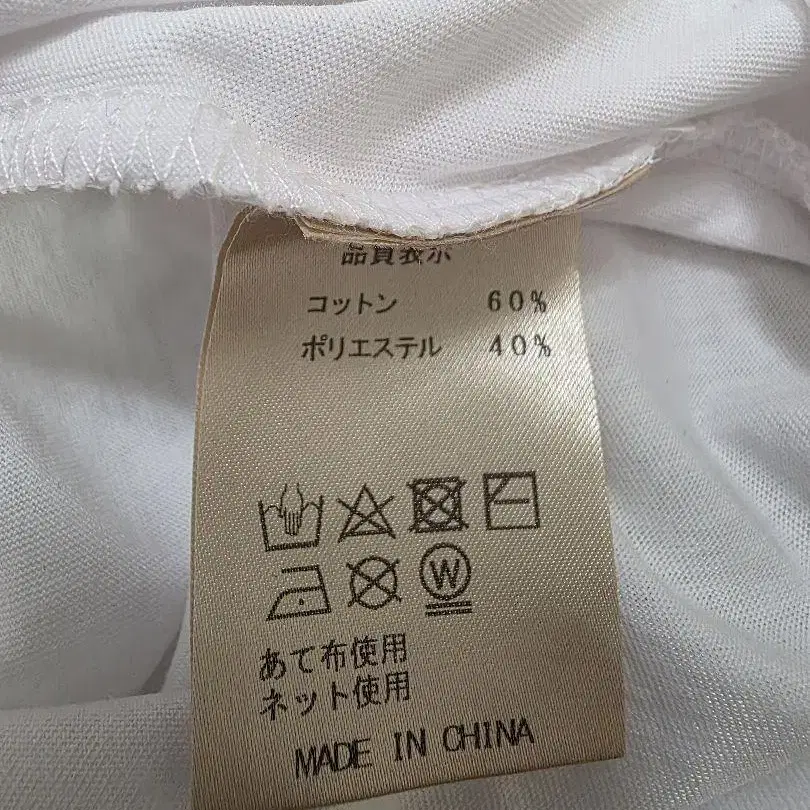 品質表示
コットン 60%
ポリエステル 40%
W
あて布使用
ネット使用
MADE IN CHINA